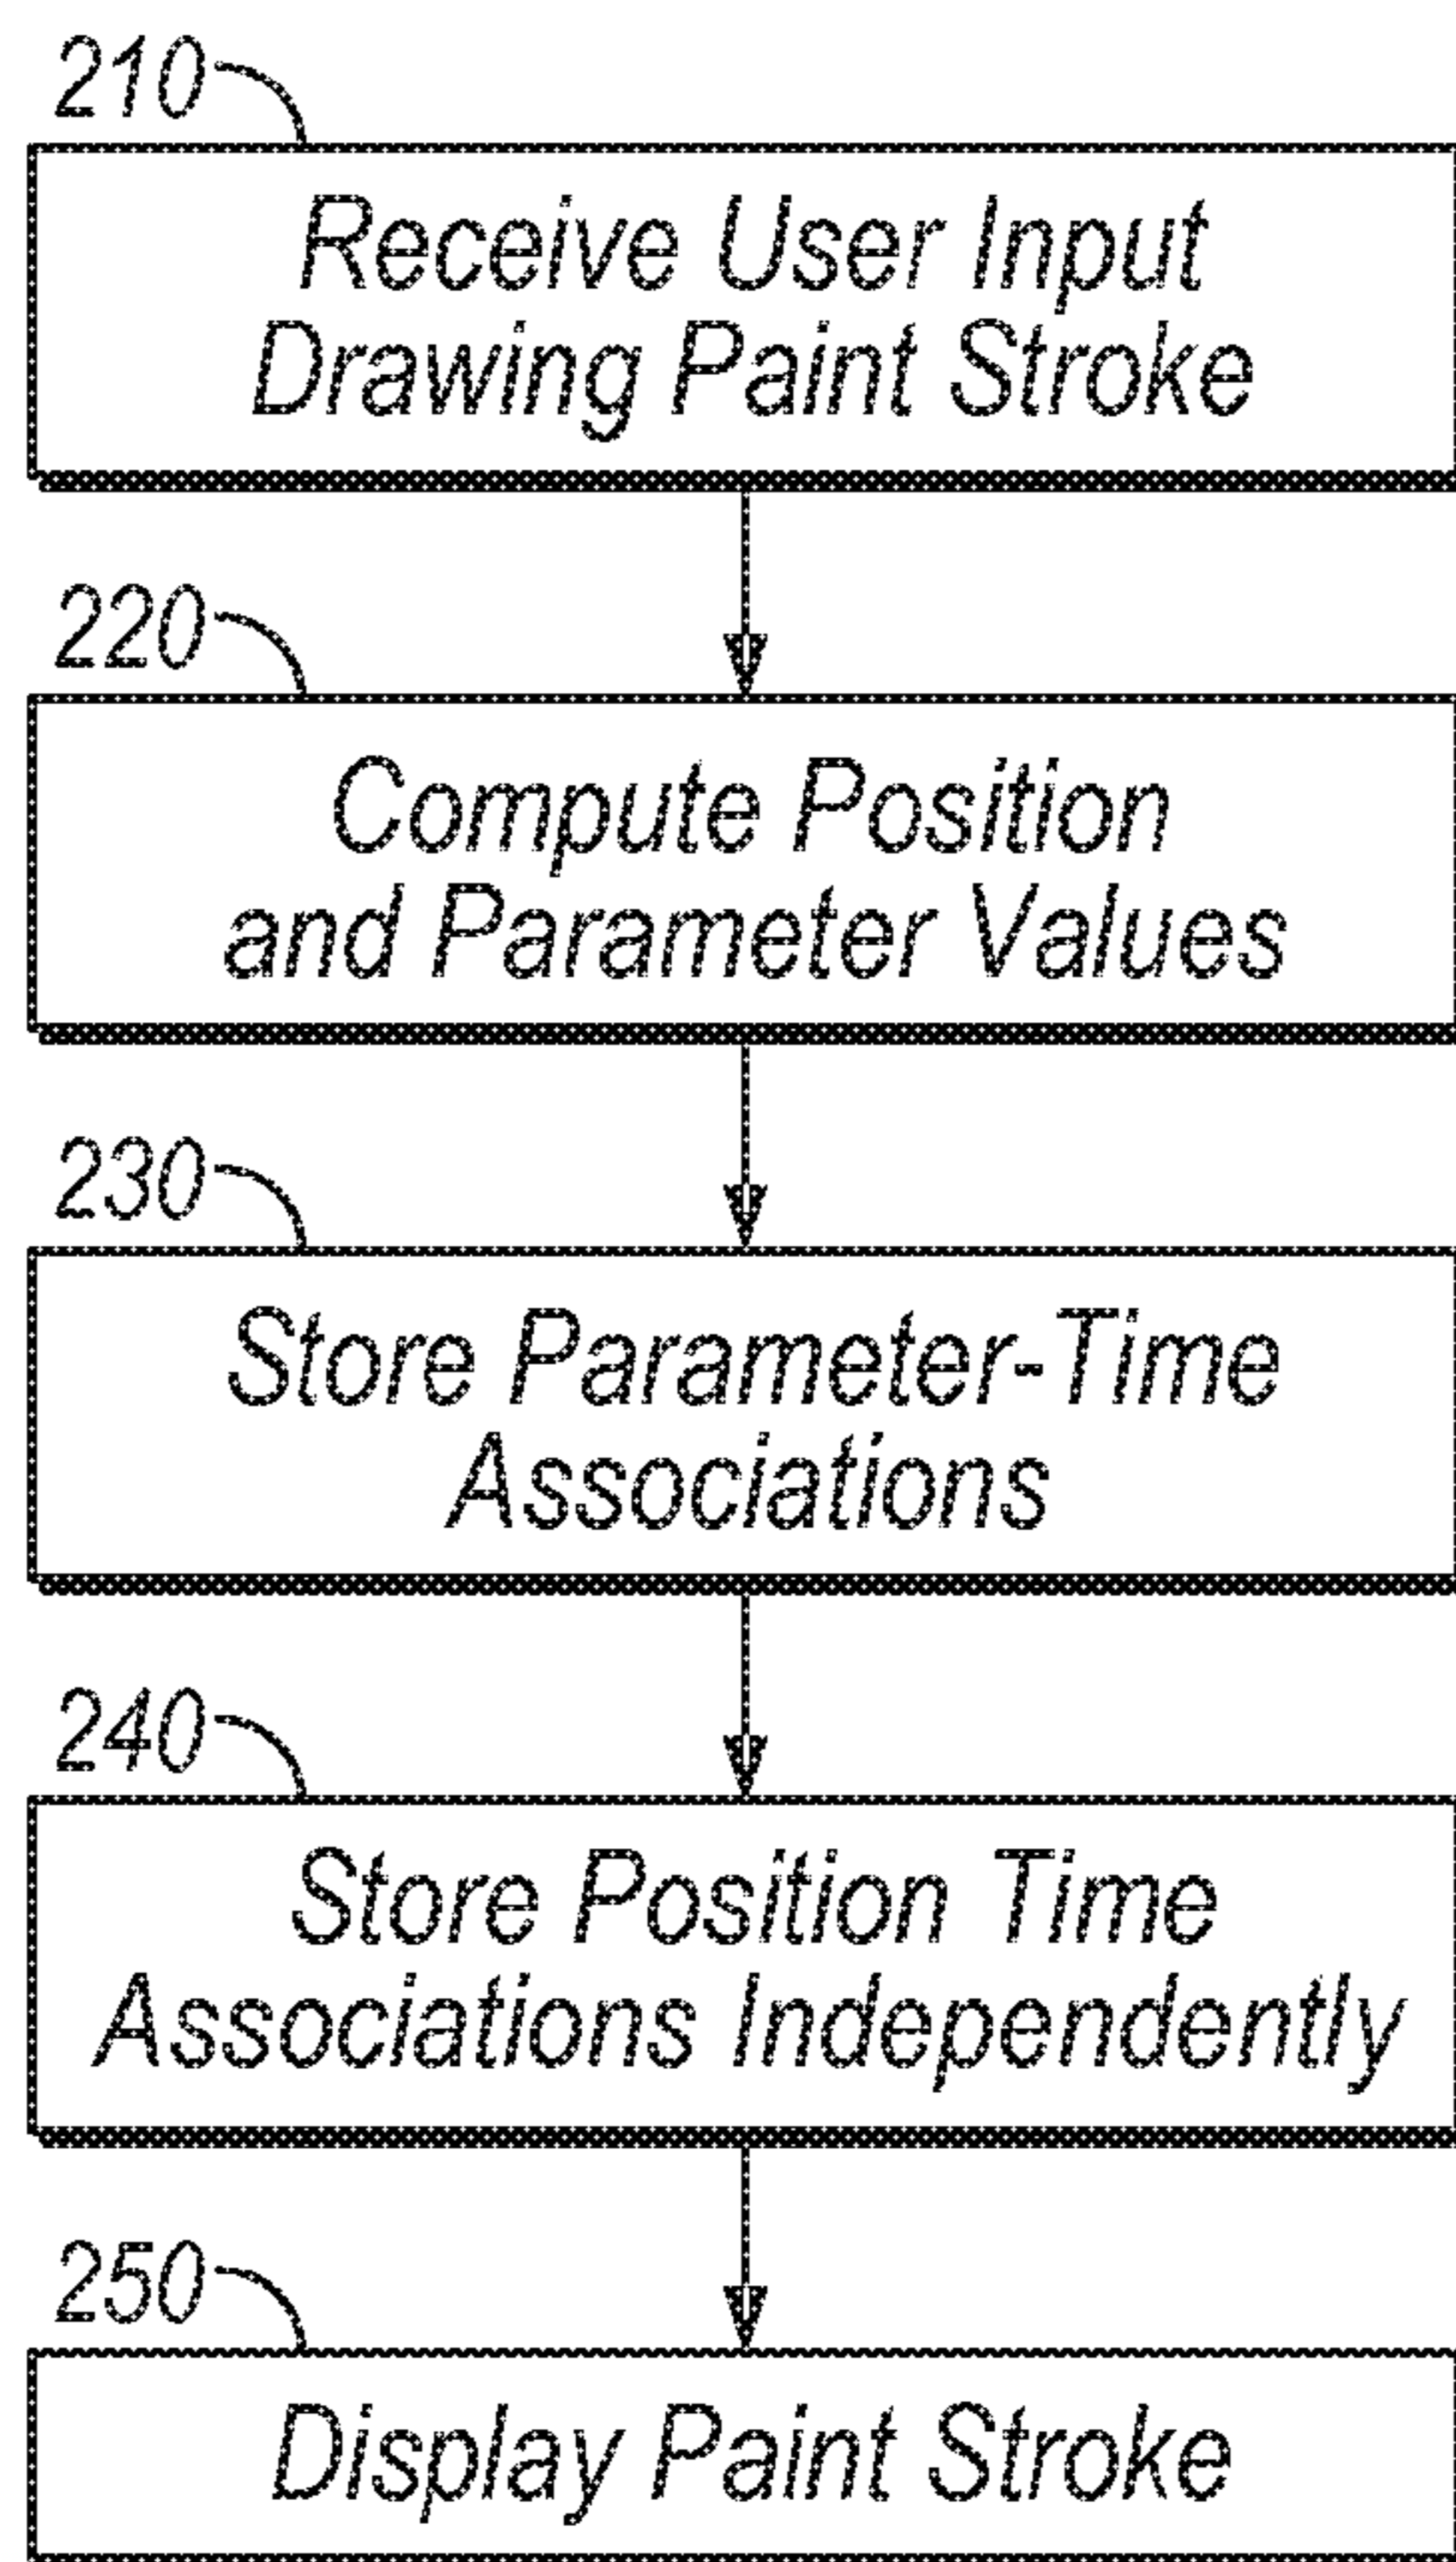 210
Receive User Input
Drawing Paint Stroke
220
Compute Position
and Parameter Values
230
Store Parameter-Time
Associations
240
Store Position Time
Associations Independently
250
Display Paint Stroke